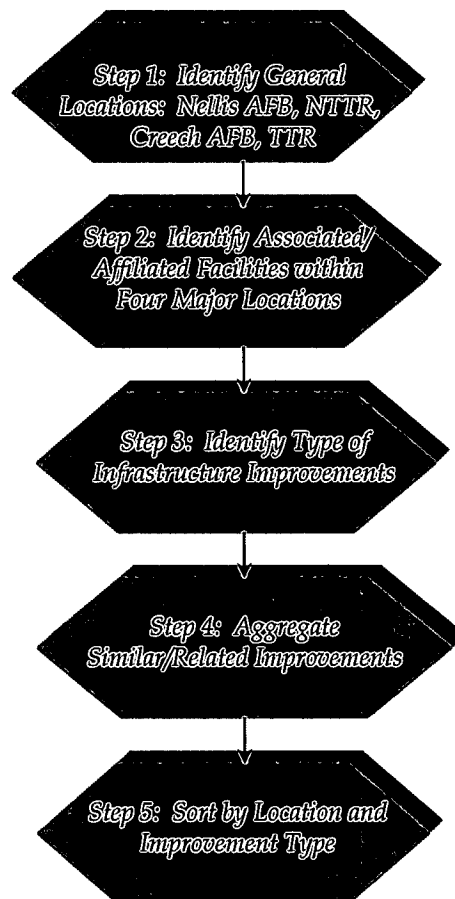 Step 1: Identify General
Locations: Nellis AFB, NTTR,
Creech AFB, TTR
Step 2: Identify Associated/
Affiliated Facilities within
Four Major Locations
Step 3: Identify Type of
Infrastructure Improvements
Step 4: Aggregate
Similar/Related Improvements
Step 5: Sort by Location and
Improvement Type